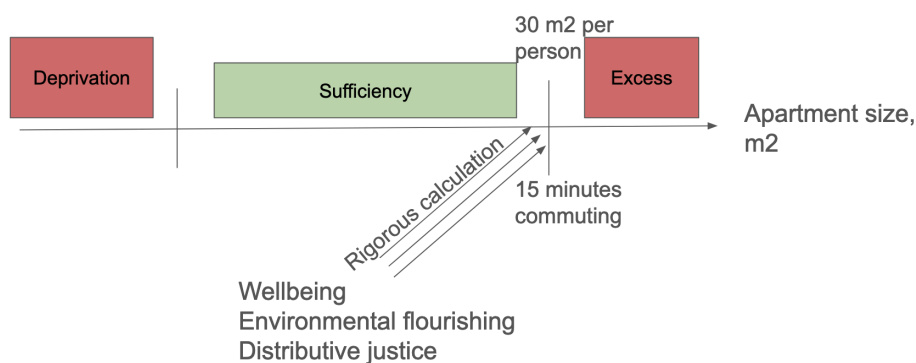 30 m2 per
person
Deprivation
Sufficiency
Excess
Apartment size,
m2
Rigorous calculation
15 minutes
commuting
Wellbeing
Environmental flourishing
Distributive justice